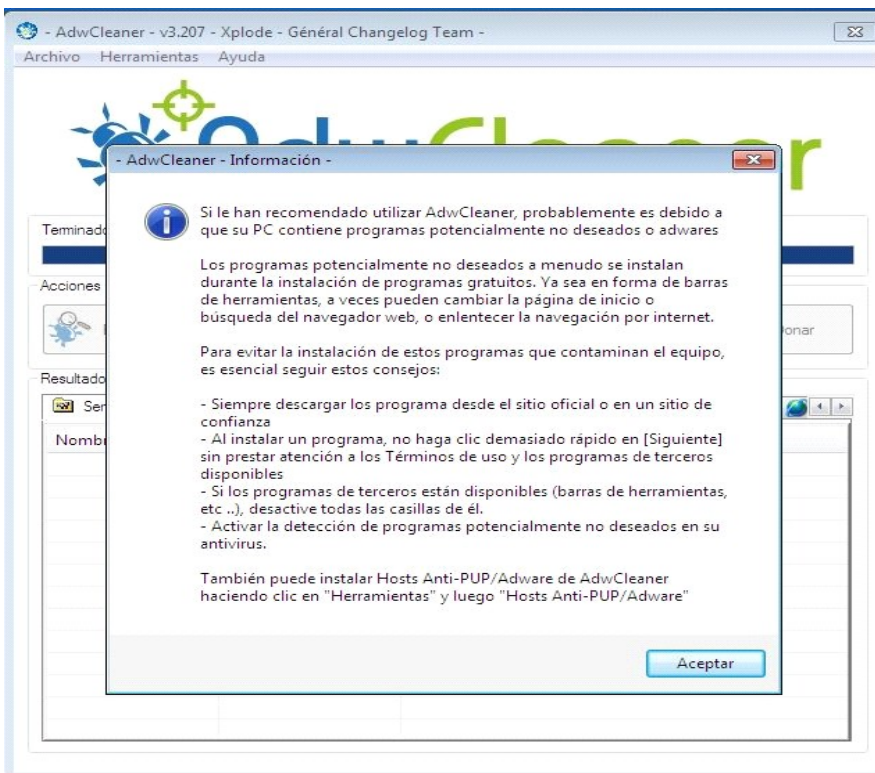 - AdwCleaner - v3.207 - Xplode - Général Changelog Team -
Archivo Herramientas Ayuda
AdwCleaner
- AdwCleaner - Información -
Si le han recomendado utilizar AdwCleaner, probablemente es debido a
que su PC contiene programas potencialmente no deseados o adwares
Los programas potencialmente no deseados a menudo se instalan
durante la instalación de programas gratuitos. Ya sea en forma de barras
de herramientas, a veces pueden cambiar la página de inicio o
búsqueda del navegador web, o enlentecer la navegación por internet.
Para evitar la instalación de estos programas que contaminan el equipo,
es esencial seguir estos consejos:
- Siempre descargar los programa desde el sitio oficial o en un sitio de
confianza
- Al instalar un programa, no haga clic demasiado rápido en [Siguiente]
sin prestar atención a los Términos de uso y los programas de terceros
disponibles
- Si los programas de terceros están disponibles (barras de herramientas,
etc ..), desactive todas las casillas de él.
- Activar la detección de programas potencialmente no deseados en su
antivirus.
También puede instalar Hosts Anti-PUP/Adware de AdwCleaner
haciendo clic en "Herramientas" y luego "Hosts Anti-PUP/Adware"
Aceptar
Terminado
Acciones
onar
Resultado
Ser
Nomb